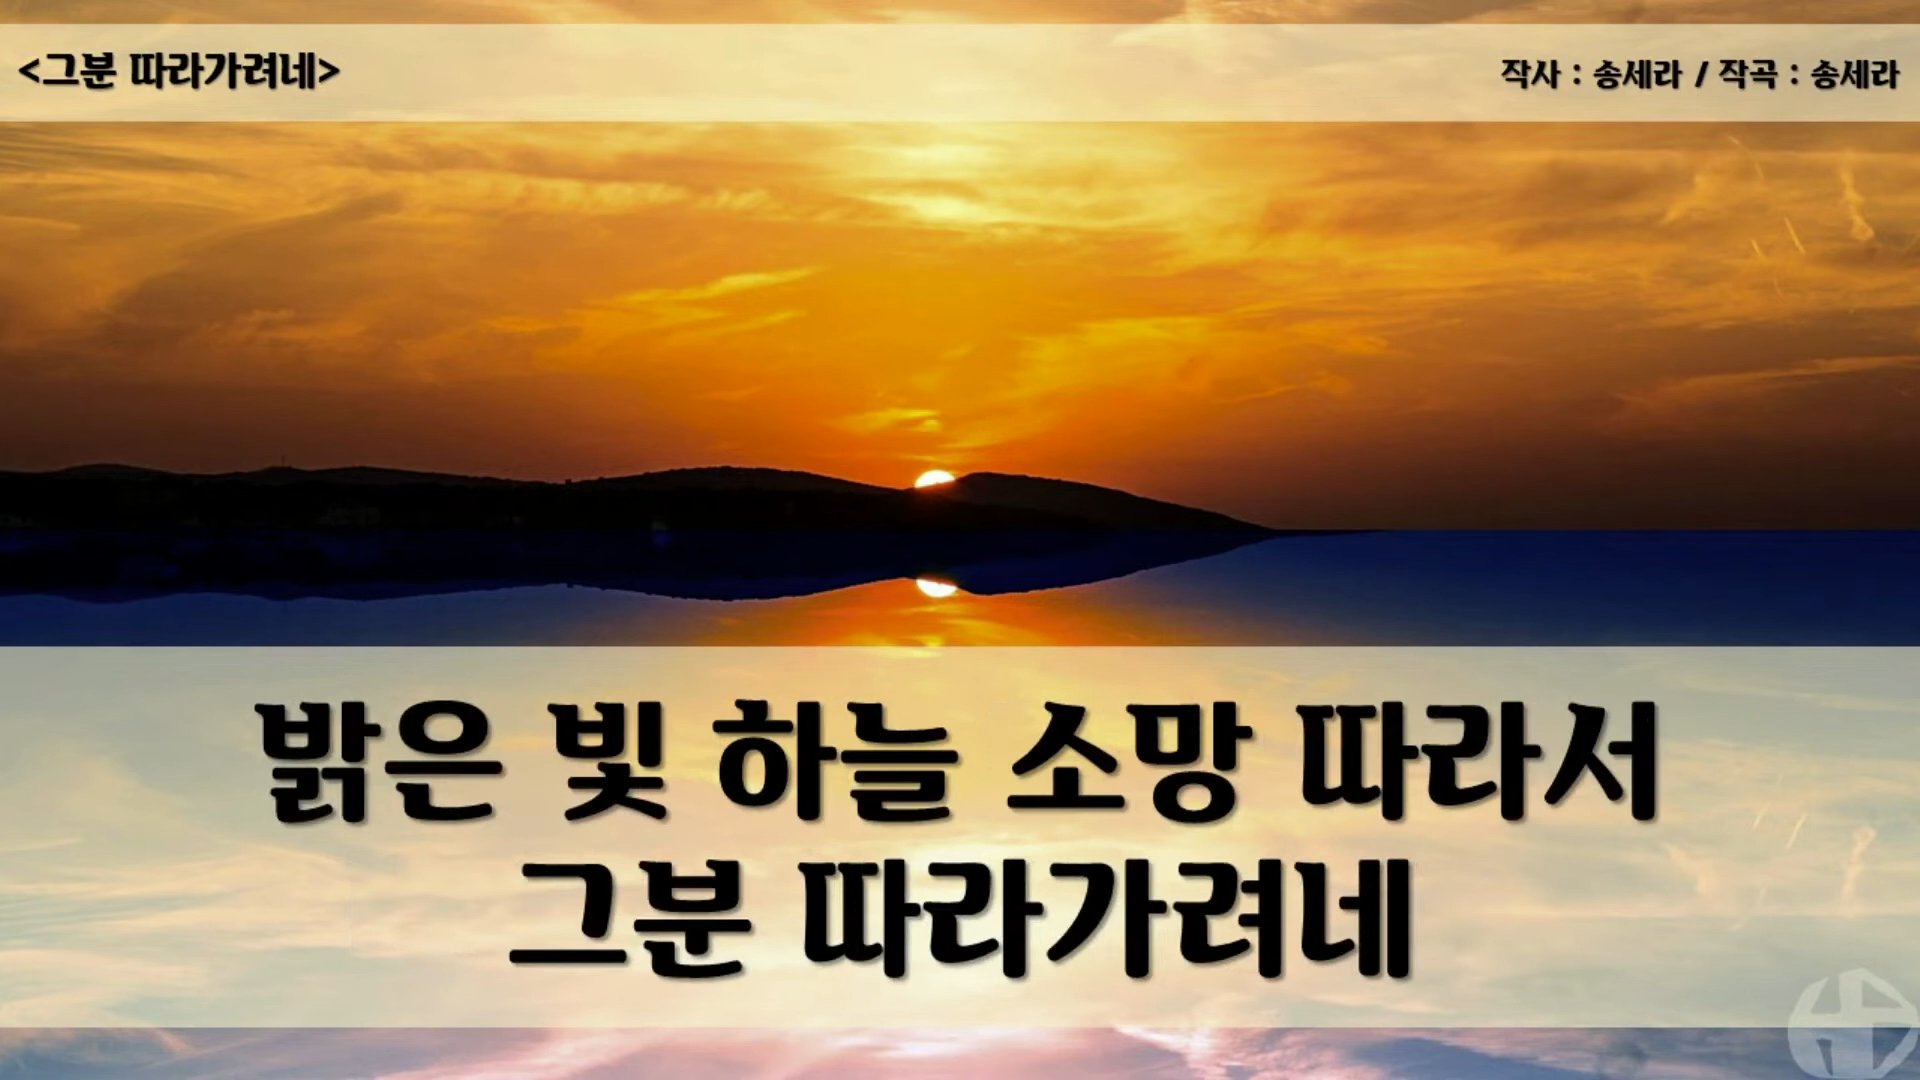 <그분 따라가려네>
작사 : 송세라 / 작곡 : 송세라
밝은 빛 하늘 소망 따라서
그분 따라가려네